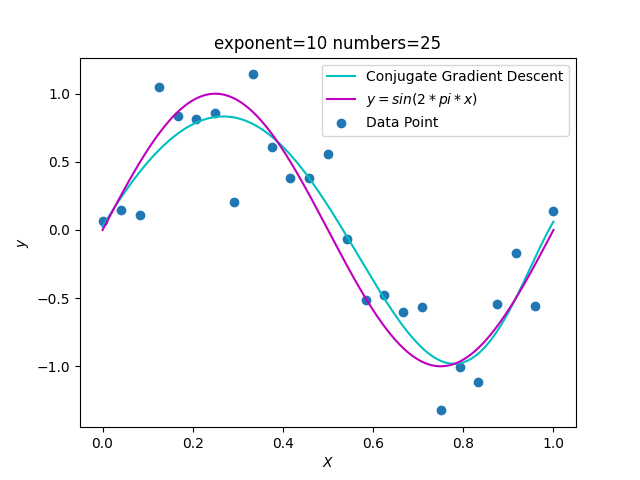 exponent=10 numbers=25
Conjugate Gradient Descent
y = sin(2 * pi * x)
Data Point
1.0
0.5
0.0
−0.5
−1.0
y
0.0 0.2 0.4 0.6 0.8 1.0
X